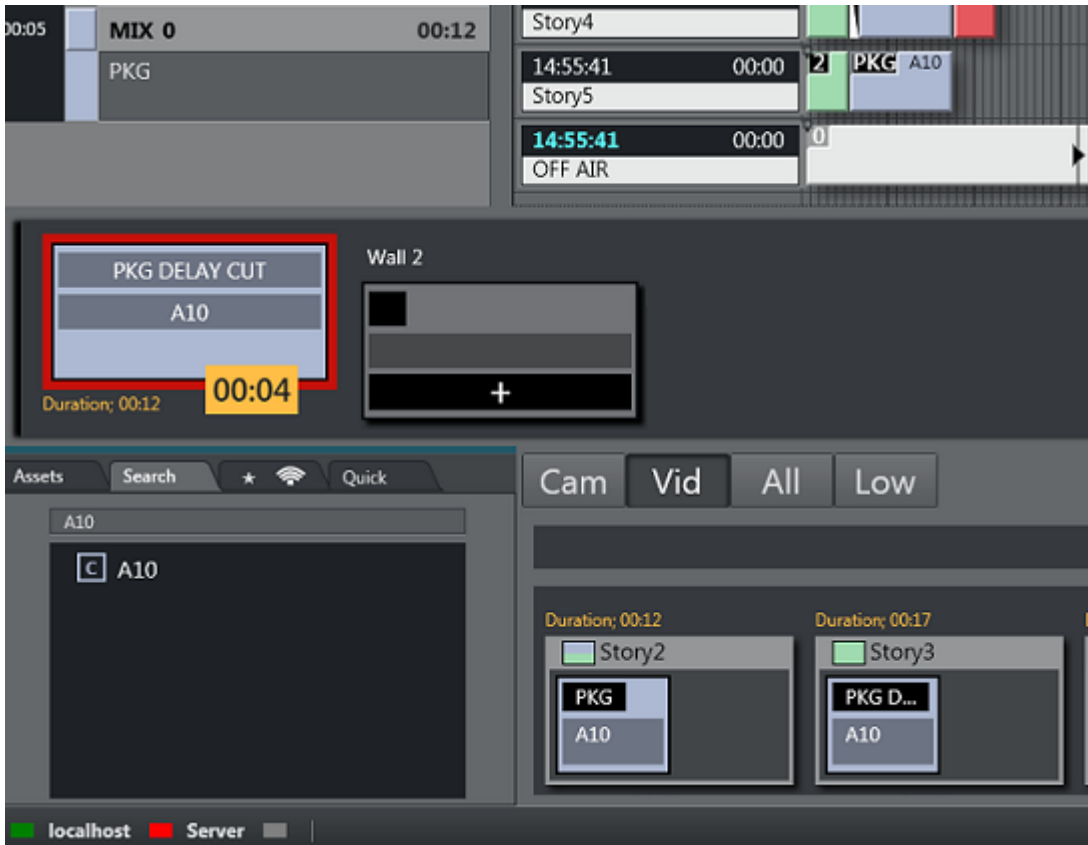 00:05
MIX 0 00:12
PKG
Story4
14:55:41 00:00
Story5
2 PKG A10
14:55:41 00:00
OFF AIR
0
PKG DELAY CUT
A10
00:04
Duration; 00:12
Wall 2
+
Assets Search Quick
A10
C A10
Cam Vid All Low
Duration; 00:12
Story2
PKG
A10
Duration; 00:17
Story3
PKG D...
A10
localhost Server